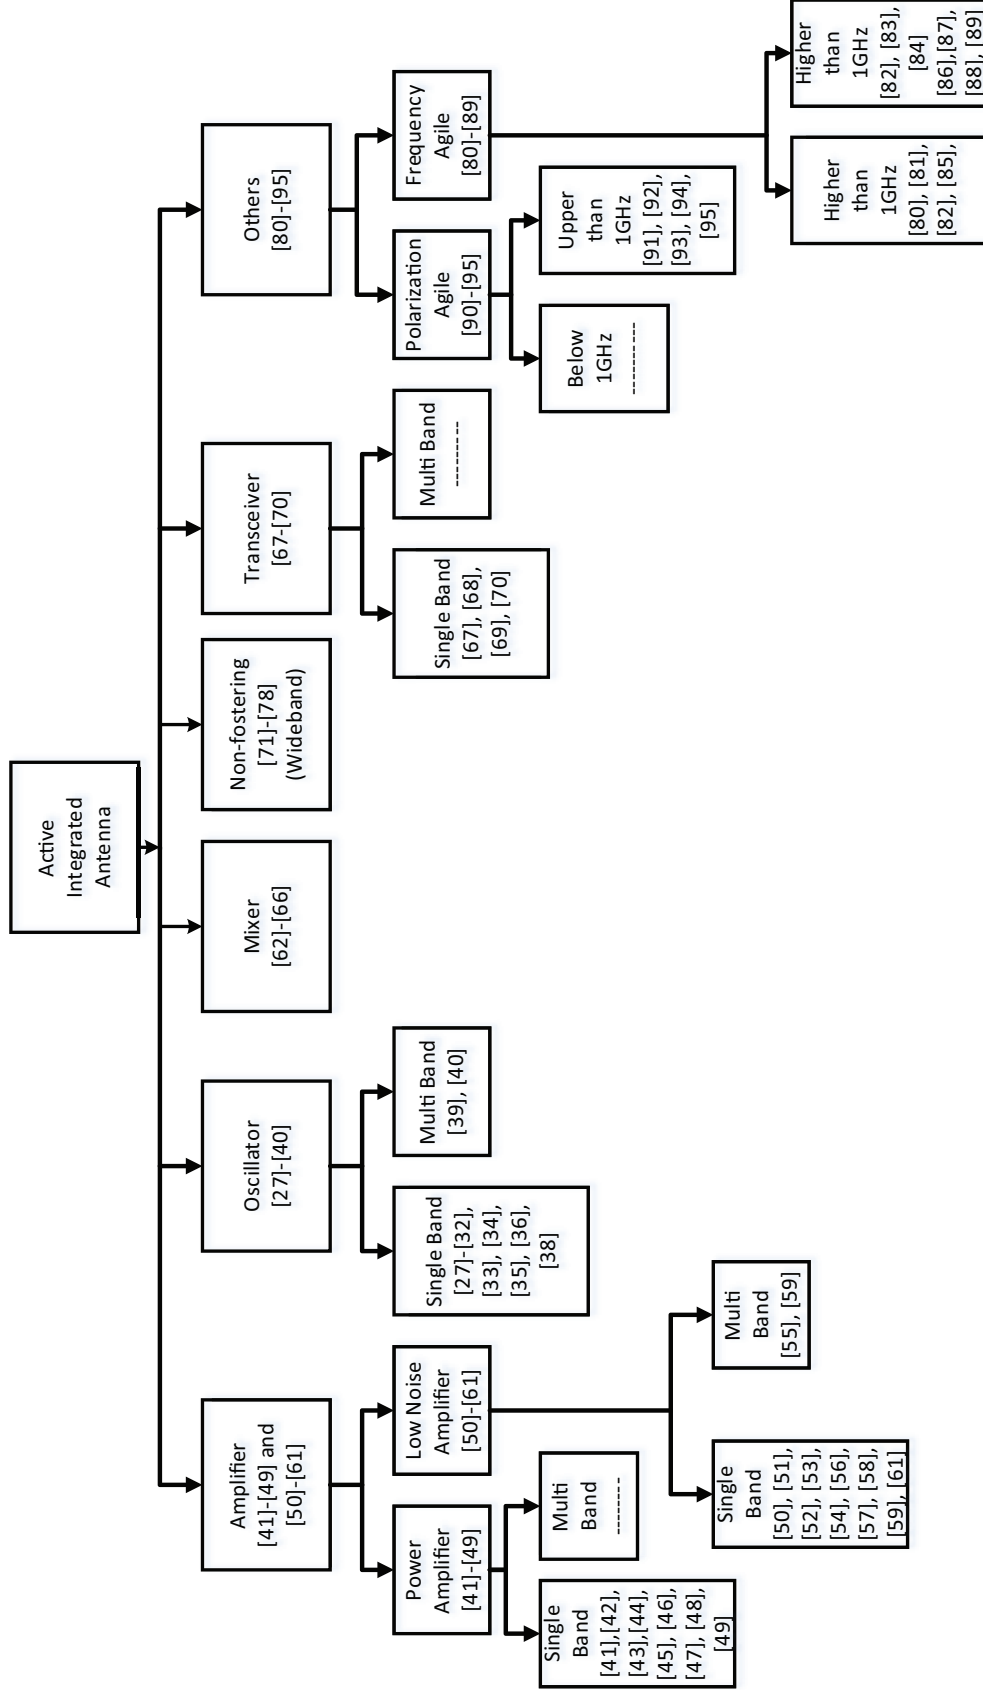 Active
Integrated
Antenna
Amplifier
[41]-[49] and
[50]-[61]
Oscillator
[27]-[40]
Mixer
[62]-[66]
Non-fostering
[71]-[78]
(Wideband)
Transceiver
[67-[70]
Others
[80]-[95]
Power
Amplifier
[41]-[49]
Low Noise
Amplifier
[50]-[61]
Single Band
[27]-[32],
[33], [34],
[35], [36],
[38]
Multi Band
[39], [40]
Single Band
[67], [68],
[69], [70]
Multi Band
----------
Polarization
Agile
[90]-[95]
Frequency
Agile
[80]-[89]
Single
Band
[41],[42],
[43],[44],
[45], [46],
[47], [48],
[49]
Multi
Band
--------
Below
1GHz
-----------
Upper
than
1GHz
[91], [92],
[93], [94],
[95]
Single
Band
[50], [51],
[52], [53],
[54], [56],
[57], [58],
[59], [61]
Multi
Band
[55], [59]
Higher
than
1GHz
[80], [81],
[82], [85],
Higher
than
1GHz
[82], [83],
[84]
[86],[87],
[88], [89]